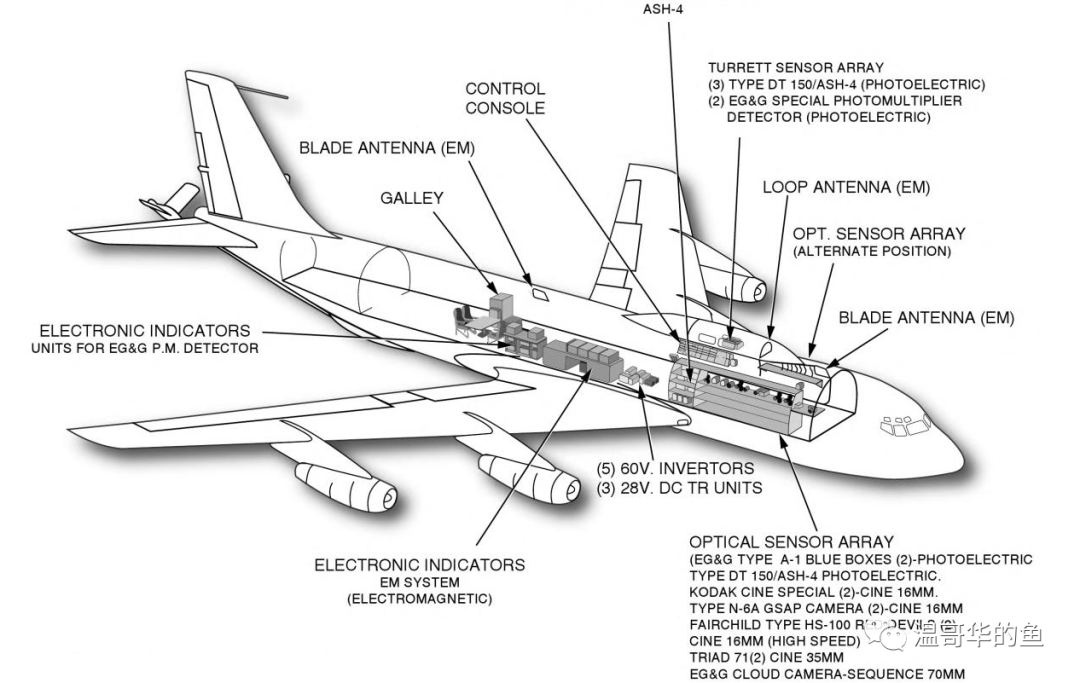 ASH-4
TURRETT SENSOR ARRAY
(3) TYPE DT 150/ASH-4 (PHOTOELECTRIC)
(2) EG&G SPECIAL PHOTOMULTIPLIER
DETECTOR (PHOTOELECTRIC)
CONTROL
CONSOLE
BLADE ANTENNA (EM)
GALLEY
LOOP ANTENNA (EM)
OPT. SENSOR ARRAY
(ALTERNATE POSITION)
BLADE ANTENNA (EM)
ELECTRONIC INDICATORS
UNITS FOR EG&G P.M. DETECTOR
(5) 60V. INVERTORS
(3) 28V. DC TR UNITS
ELECTRONIC INDICATORS
EM SYSTEM
(ELECTROMAGNETIC)
OPTICAL SENSOR ARRAY
(EG&G TYPE A-1 BLUE BOXES (2)-PHOTOELECTRIC
TYPE DT 150/ASH-4 PHOTOELECTRIC.
KODAK CINE SPECIAL (2)-CINE 16MM.
TYPE N-6A GSAP CAMERA (2)-CINE 16MM
FAIRCHILD TYPE HS-100
CINE 16MM (HIGH SPEED)
TRIAD 71(2) CINE 35MM
EG&G CLOUD CAMERA-SEQUENCE 70MM
温哥华的鱼